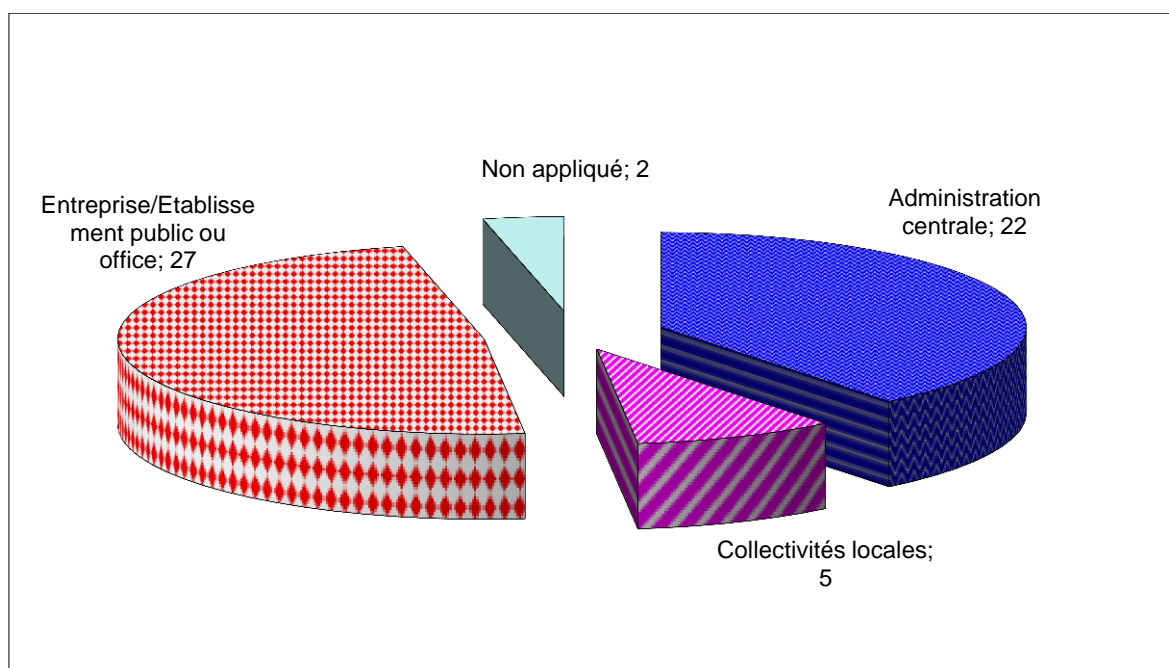 Non appliqué; 2
Entreprise/Etablisse
ment public ou
office; 27
Administration
centrale; 22
Collectivités locales;
5